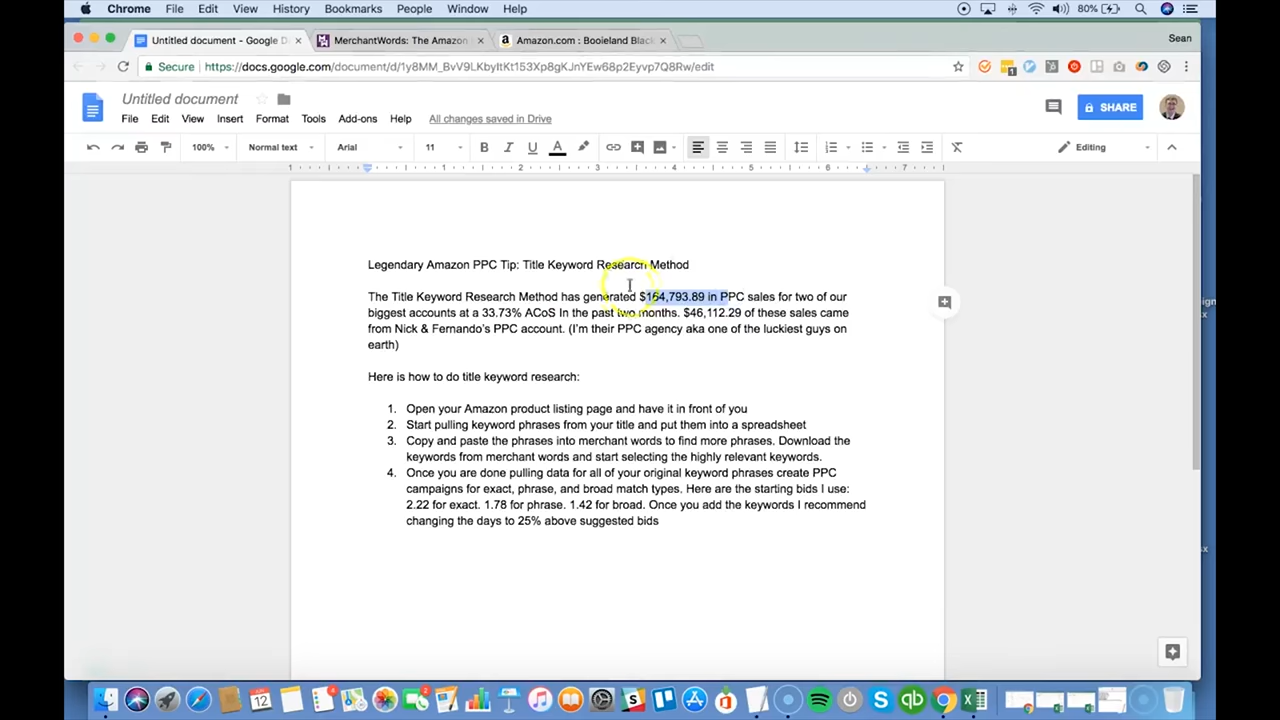 Chrome File Edit View History Bookmarks People Window Help 80%
Untitled document - Google D
MerchantWords: The Amazon
Amazon.com : Booieland Black
Sean
Secure https://docs.google.com/document/d/1y8MM_BvV9LKbyItKt153Xp8gKJnYEw68p2Eyvp7Q8Rw/edit
Untitled document
SHARE
File Edit View Insert Format Tools Add-ons Help All changes saved in Drive
100% Normal text Arial 11 Editing
1 1 2 3 4 5 6 7
Legendary Amazon PPC Tip: Title Keyword Research Method
The Title Keyword Research Method has generated $164,793.89 in PPC sales for two of our
biggest accounts at a 33.73% ACoS In the past two months. $46,112.29 of these sales came
from Nick & Fernando's PPC account. (I'm their PPC agency aka one of the luckiest guys on
earth)
Here is how to do title keyword research:
1. Open your Amazon product listing page and have it in front of you
2. Start pulling keyword phrases from your title and put them into a spreadsheet
3. Copy and paste the phrases into merchant words to find more phrases. Download the
keywords from merchant words and start selecting the highly relevant keywords.
4. Once you are done pulling data for all of your original keyword phrases create PPC
campaigns for exact, phrase, and broad match types. Here are the starting bids I use:
2.22 for exact. 1.78 for phrase. 1.42 for broad. Once you add the keywords I recommend
changing the days to 25% above suggested bids